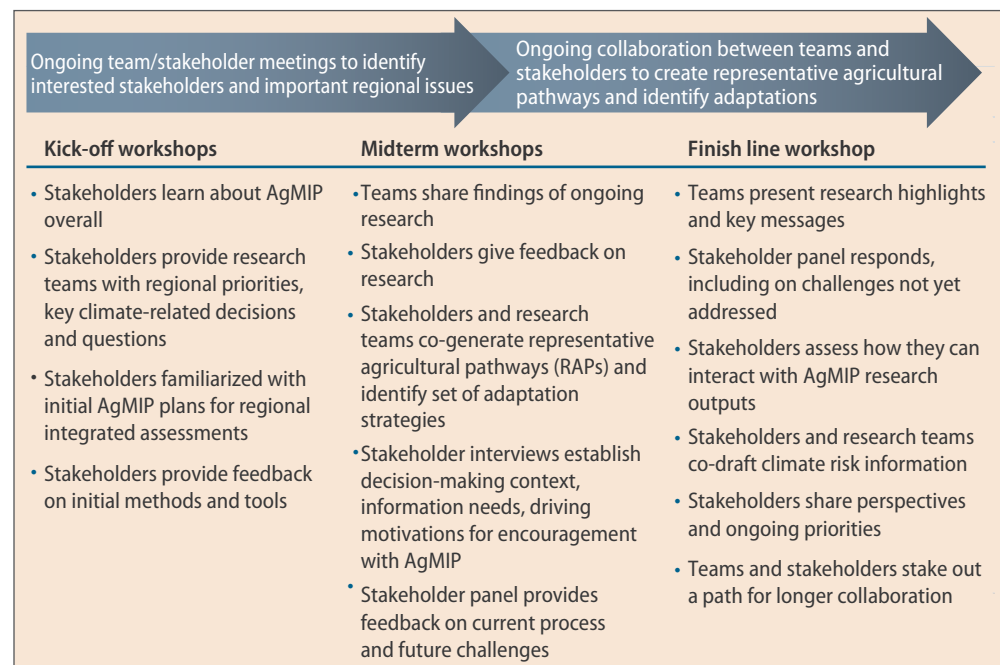 Ongoing team/stakeholder meetings to identify
interested stakeholders and important regional issues
Ongoing collaboration between teams and
stakeholders to create representative agricultural
pathways and identify adaptations
Kick-off workshops
• Stakeholders learn about AgMIP
overall
• Stakeholders provide research
teams with regional priorities,
key climate-related decisions
and questions
• Stakeholders familiarized with
initial AgMIP plans for regional
integrated assessments
• Stakeholders provide feedback
on initial methods and tools
Midterm workshops
• Teams share findings of ongoing
research
• Stakeholders give feedback on
research
• Stakeholders and research
teams co-generate representative
agricultural pathways (RAPs) and
identify set of adaptation
strategies
• Stakeholder interviews establish
decision-making context,
information needs, driving
motivations for encouragement
with AgMIP
• Stakeholder panel provides
feedback on current process
and future challenges
Finish line workshop
• Teams present research highlights
and key messages
• Stakeholder panel responds,
including on challenges not yet
addressed
• Stakeholders assess how they can
interact with AgMIP research
outputs
• Stakeholders and research teams
co-draft climate risk information
• Stakeholders share perspectives
and ongoing priorities
• Teams and stakeholders stake out
a path for longer collaboration